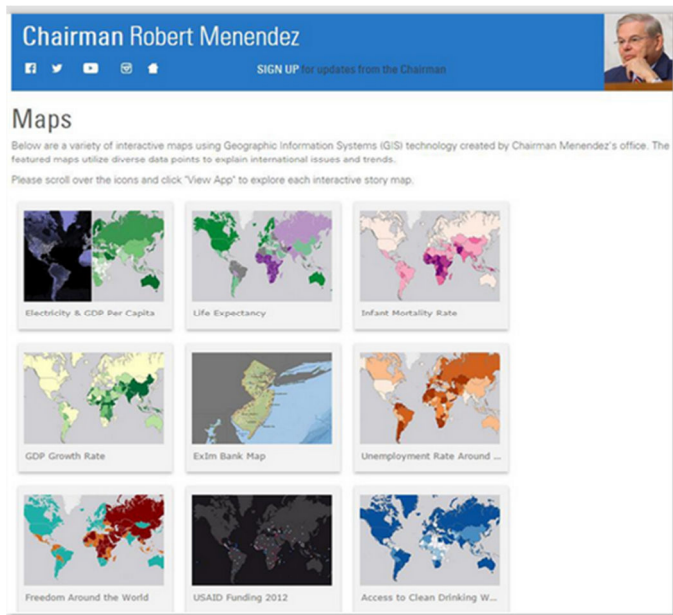 Chairman Robert Menendez
SIGN UP for updates from the Chairman
Maps
Below are a variety of interactive maps using Geographic Information Systems (GIS) technology created by Chairman Menendez's office. The
featured maps utilize diverse data points to explain international issues and trends.
Please scroll over the icons and click "View App" to explore each interactive story map.
Electricity & GDP Per Capita
Life Expectancy
Infant Mortality Rate
GDP Growth Rate
ExIm Bank Map
Unemployment Rate Around ...
Freedom Around the World
USAID Funding 2012
Access to Clean Drinking W...